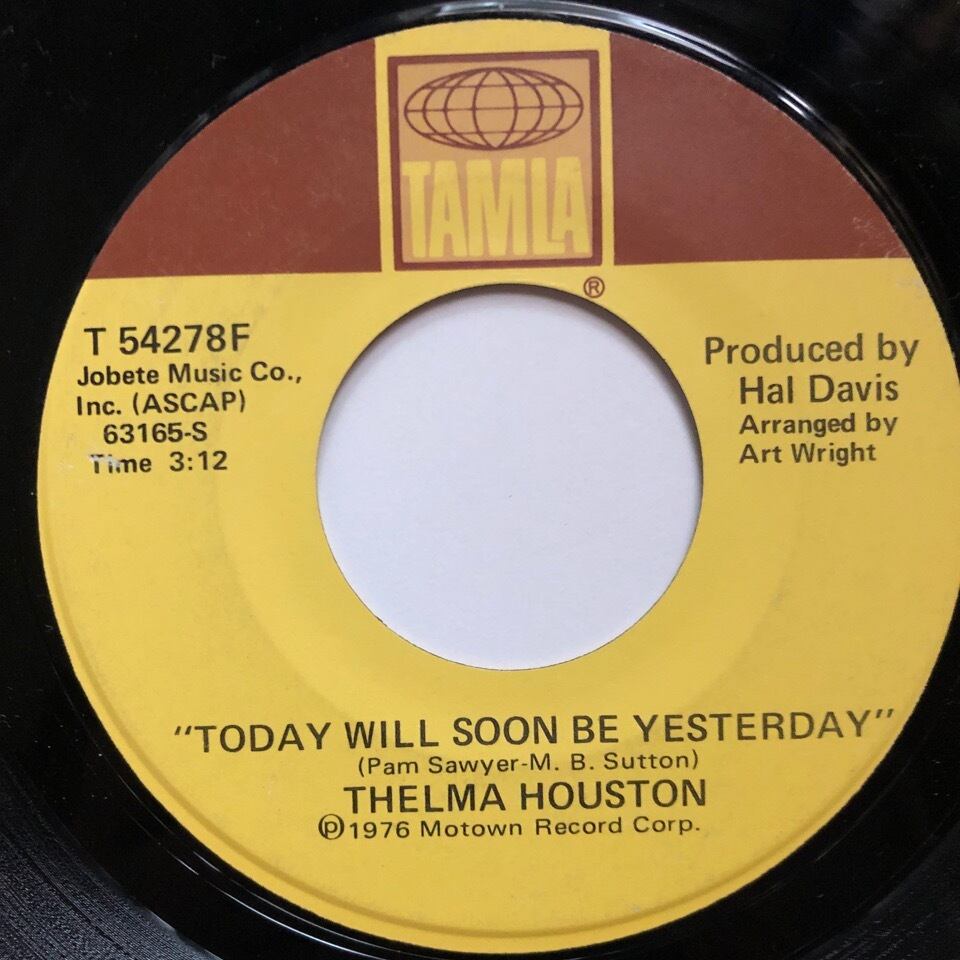 TAMLA
®
T 54278F
Jobete Music Co.,
Inc. (ASCAP)
63165-S
Time 3:12
Produced by
Hal Davis
Arranged by
Art Wright
"TODAY WILL SOON BE YESTERDAY"
(Pam Sawyer-M. B. Sutton)
THELMA HOUSTON
℗1976 Motown Record Corp.